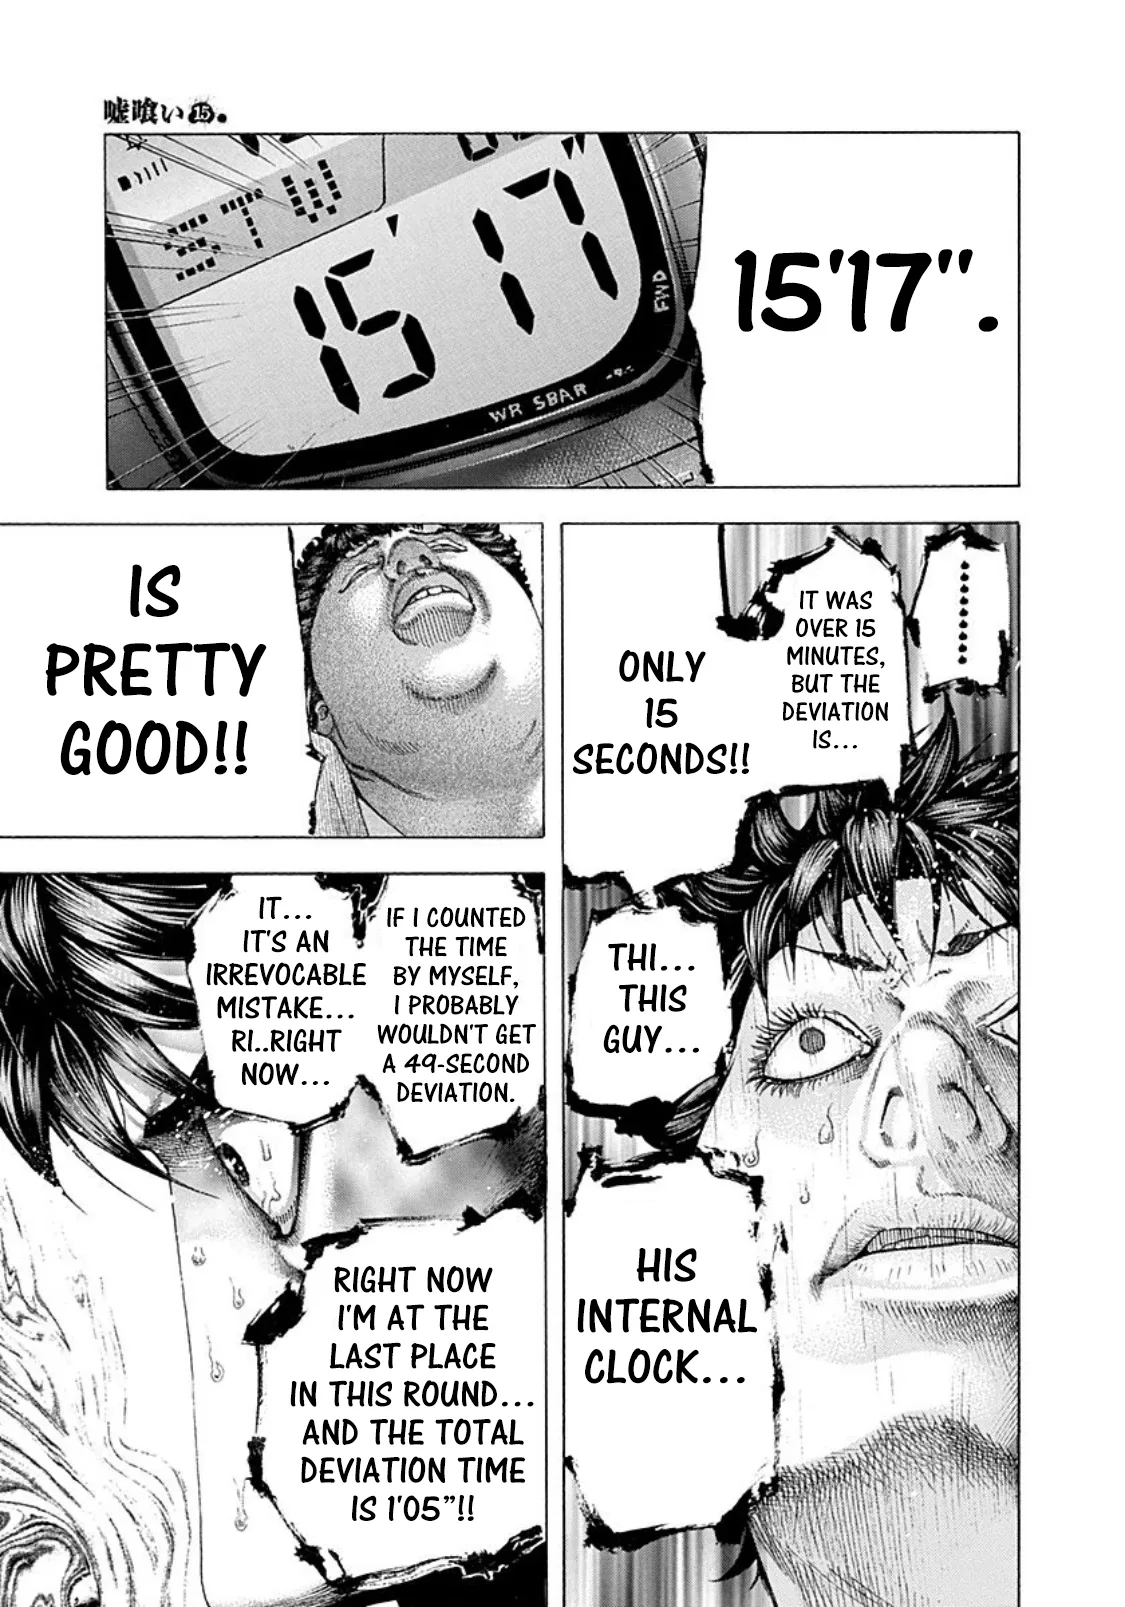 嘘喰い 15.
STW
15'17"
FWD
WR 5BAR
15'17".
..........
IT WAS
OVER 15
MINUTES,
BUT THE
DEVIATION
IS...
ONLY
15
SECONDS!!
THI...
THIS
GUY...
HIS
INTERNAL
CLOCK...
IS
PRETTY
GOOD!!
IF I COUNTED
THE TIME
BY MYSELF,
I PROBABLY
WOULDN'T GET
A 49-SECOND
DEVIATION.
IT...
IT'S AN
IRREVOCABLE
MISTAKE...
RI..RIGHT
NOW...
RIGHT NOW
I'M AT THE
LAST PLACE
IN THIS ROUND...
AND THE TOTAL
DEVIATION TIME
IS 1'05"!!